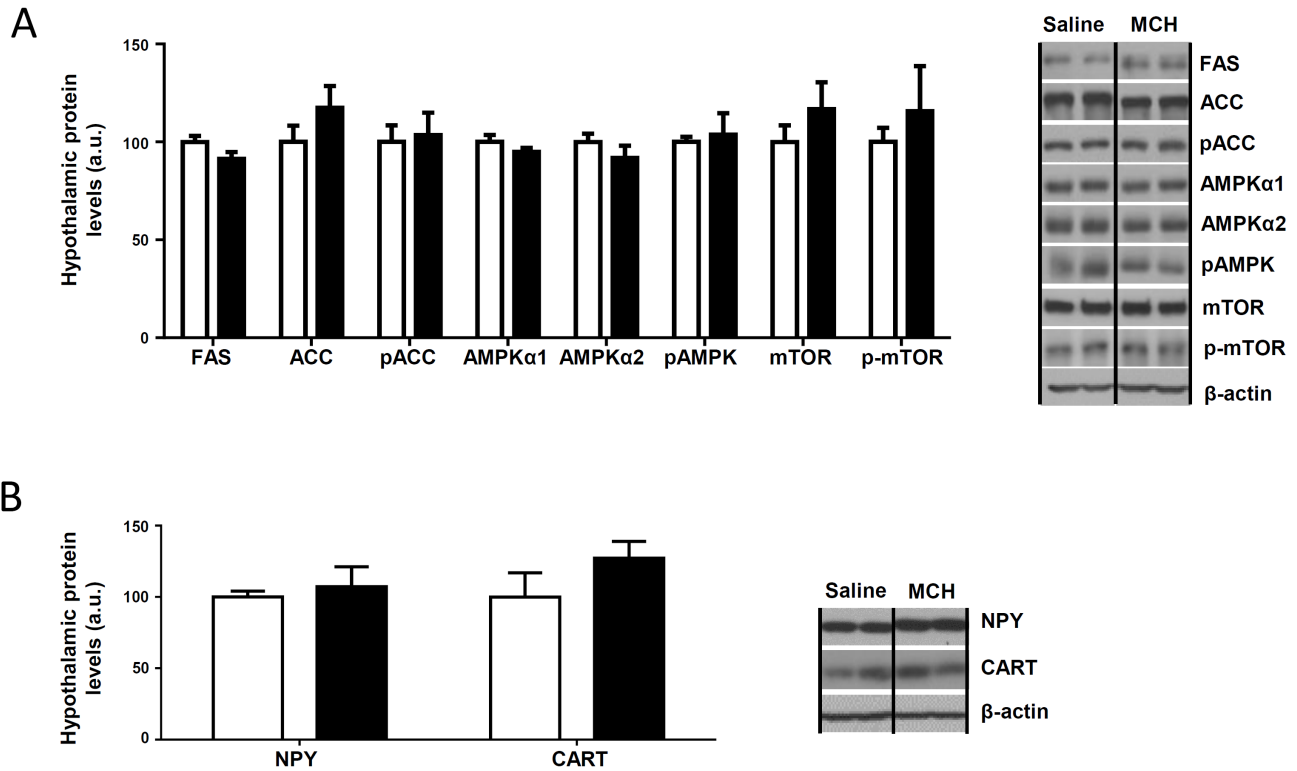 A
Hypothalamic protein
levels (a.u.)
150
100
50
0
FAS ACC pACC AMPKα1 AMPKα2 pAMPK mTOR p-mTOR
Saline MCH
FAS
ACC
pACC
AMPKα1
AMPKα2
pAMPK
mTOR
p-mTOR
β-actin
B
Hypothalamic protein
levels (a.u.)
150
100
50
0
NPY CART
Saline MCH
NPY
CART
β-actin